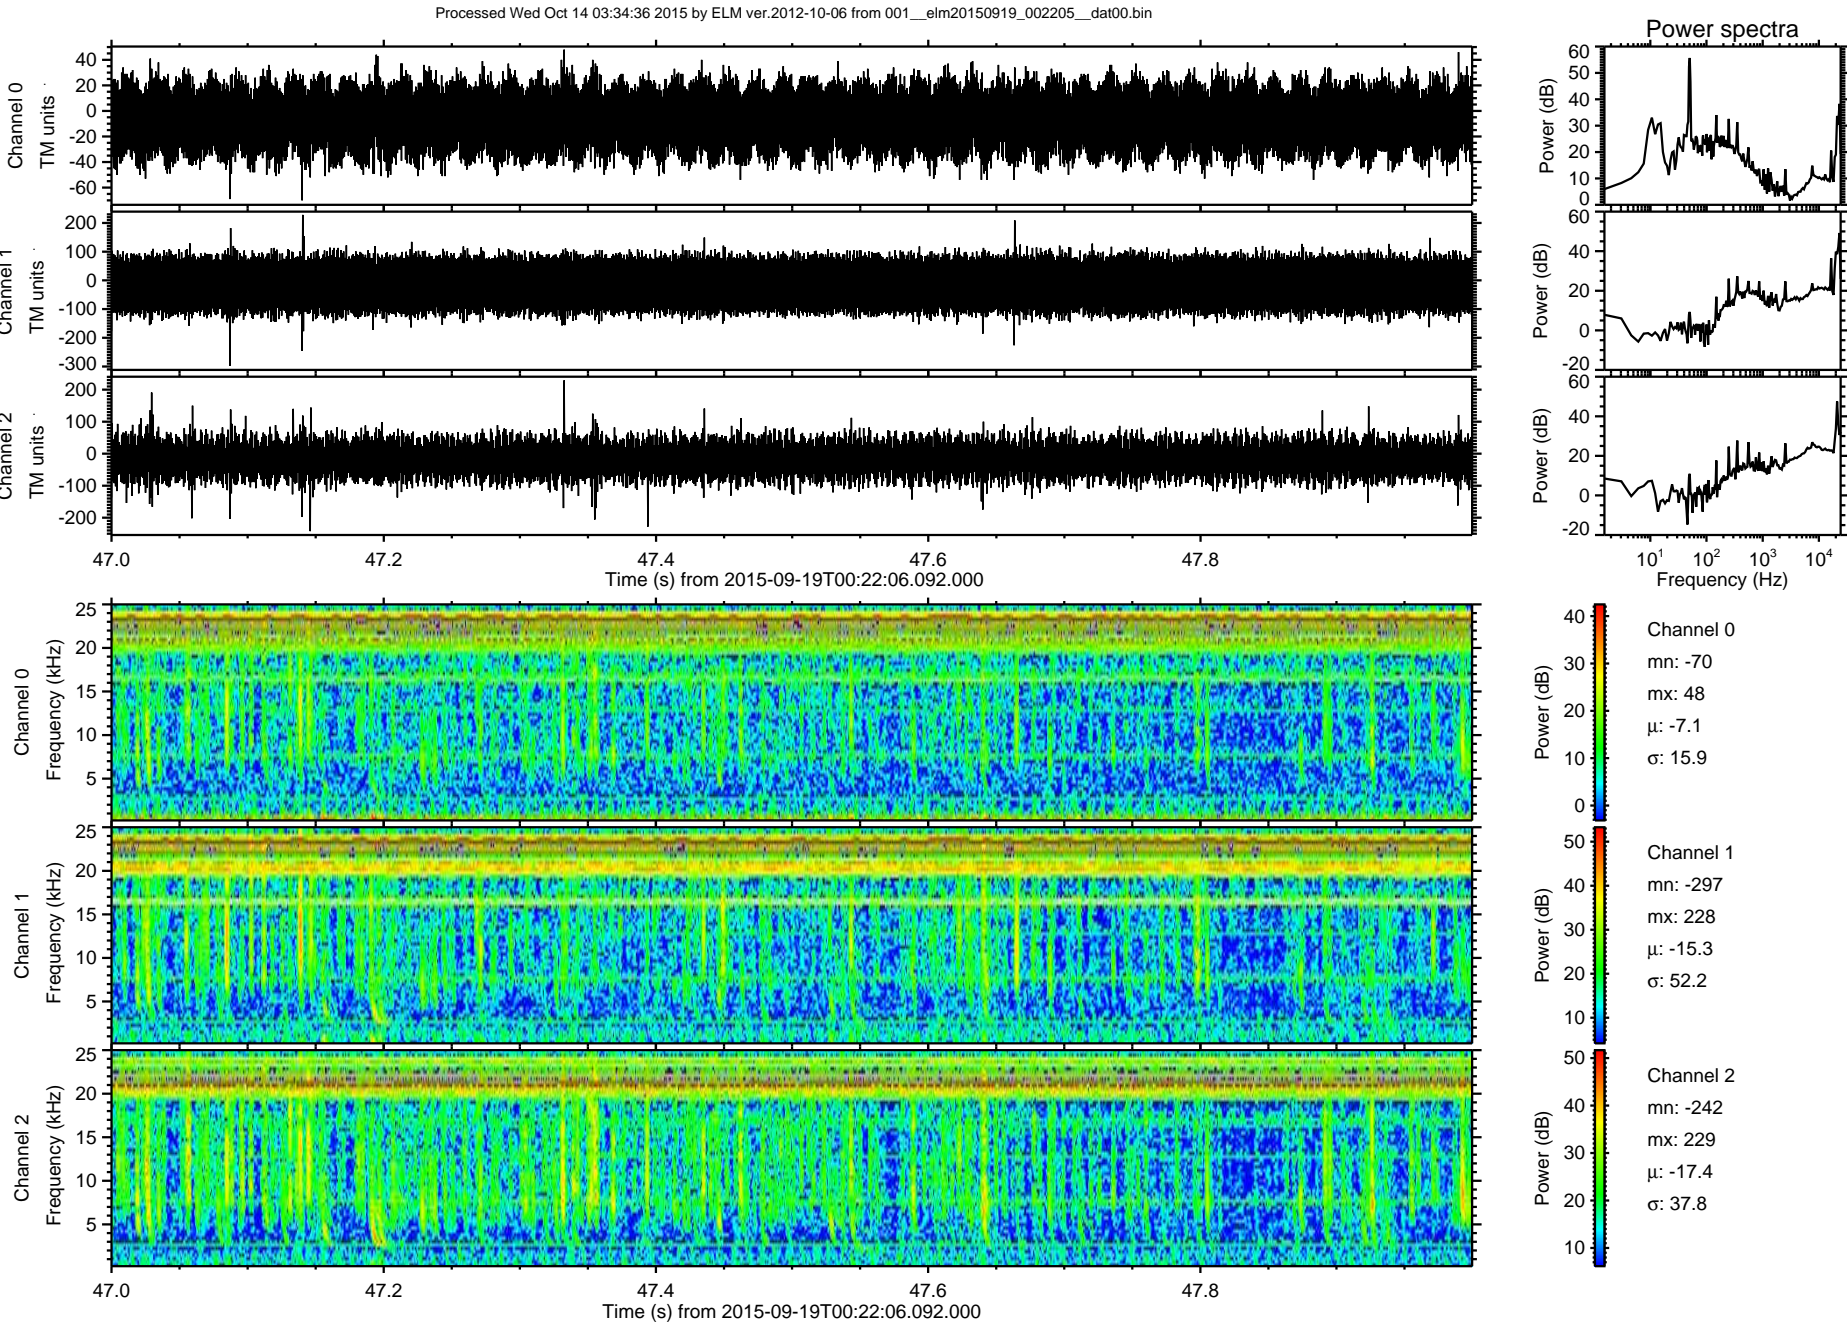 Processed Wed Oct 14 03:34:36 2015 by ELM ver.2012-10-06 from 001__elm20150919_002205__dat00.bin
Power spectra
Channel 0
TM units
40
20
0
-20
-40
-60
Power (dB)
60
50
40
30
20
10
0
Channel 1
TM units
200
100
0
-100
-200
-300
Power (dB)
60
40
20
0
-20
Channel 2
TM units
200
100
0
-100
-200
Power (dB)
60
40
20
0
-20
47.0 47.2 47.4 47.6 47.8
Time (s) from 2015-09-19T00:22:06.092.000
10^1 10^2 10^3 10^4
Frequency (Hz)
Channel 0
Frequency (kHz)
25
20
15
10
5
Power (dB)
40
30
20
10
0
Channel 0
mn: -70
mx: 48
μ: -7.1
σ: 15.9
Channel 1
Frequency (kHz)
25
20
15
10
5
Power (dB)
50
40
30
20
10
Channel 1
mn: -297
mx: 228
μ: -15.3
σ: 52.2
Channel 2
Frequency (kHz)
25
20
15
10
5
Power (dB)
50
40
30
20
10
Channel 2
mn: -242
mx: 229
μ: -17.4
σ: 37.8
47.0 47.2 47.4 47.6 47.8
Time (s) from 2015-09-19T00:22:06.092.000